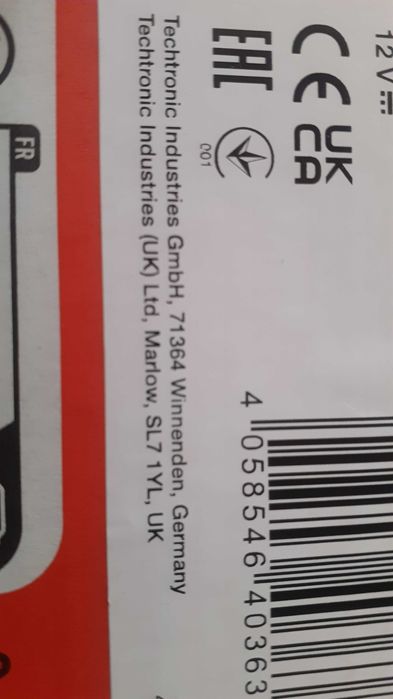 12 V
CE UK
CA
EAC
001
Techtronic Industries GmbH, 71364 Winnenden, Germany
Techtronic Industries (UK) Ltd, Marlow, SL7 1YL, UK
4 058546 40363
FR